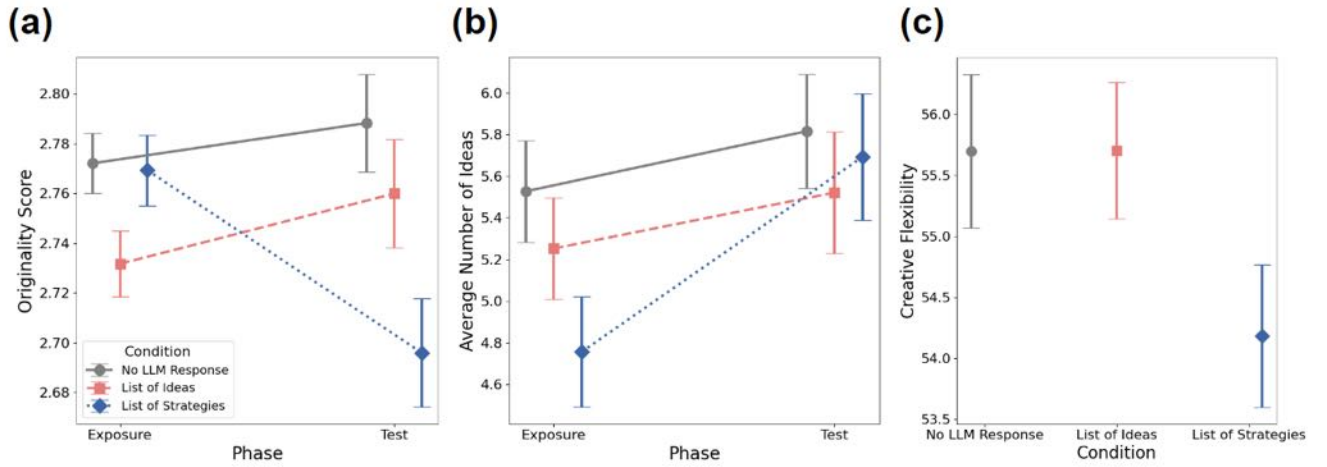 (a)
Originality Score
2.80
2.78
2.76
2.74
2.72
2.70
2.68
Condition
No LLM Response
List of Ideas
List of Strategies
Exposure
Test
Phase
(b)
Average Number of Ideas
6.0
5.8
5.6
5.4
5.2
5.0
4.8
4.6
Exposure
Test
Phase
(c)
Creative Flexibility
56.0
55.5
55.0
54.5
54.0
53.5
No LLM Response
List of Ideas
List of Strategies
Condition